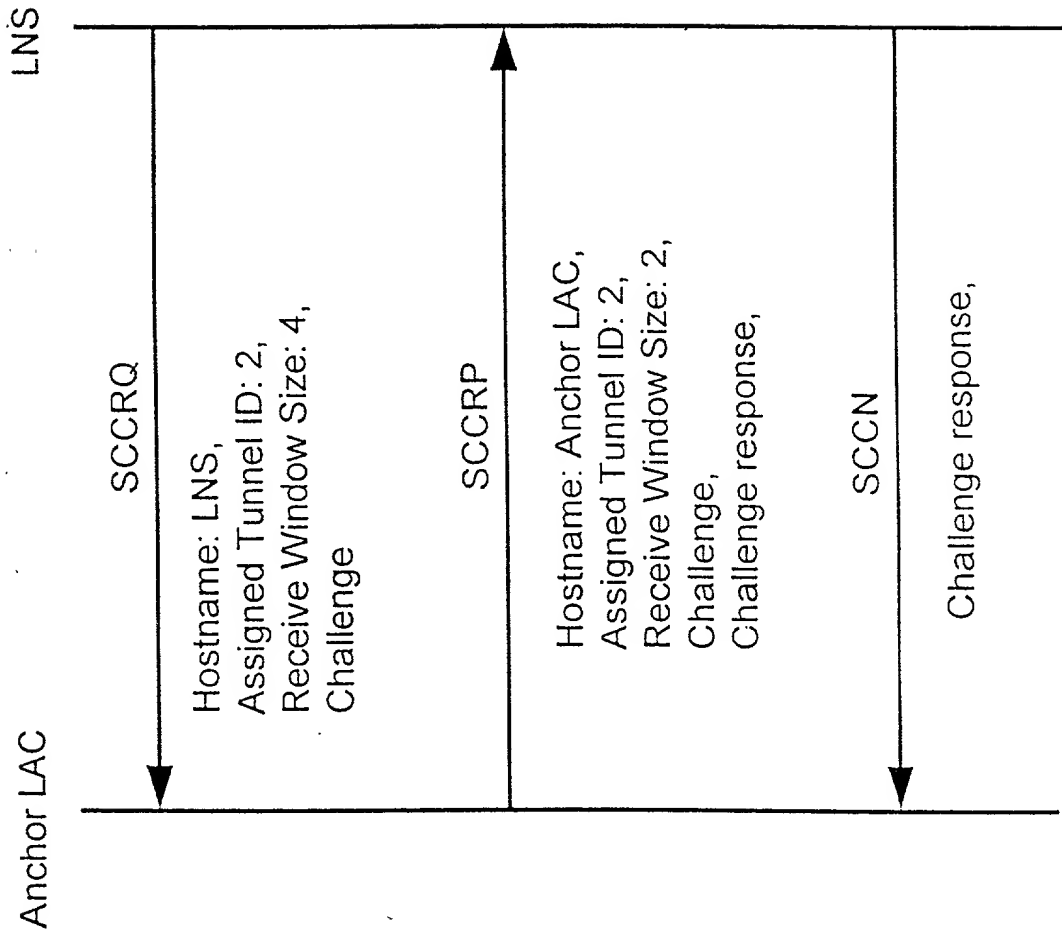 Anchor LAC
LNS
SCCRQ
Hostname: LNS,
Assigned Tunnel ID: 2,
Receive Window Size: 4,
Challenge
SCCRP
Hostname: Anchor LAC,
Assigned Tunnel ID: 2,
Receive Window Size: 2,
Challenge,
Challenge response,
SCCN
Challenge response,